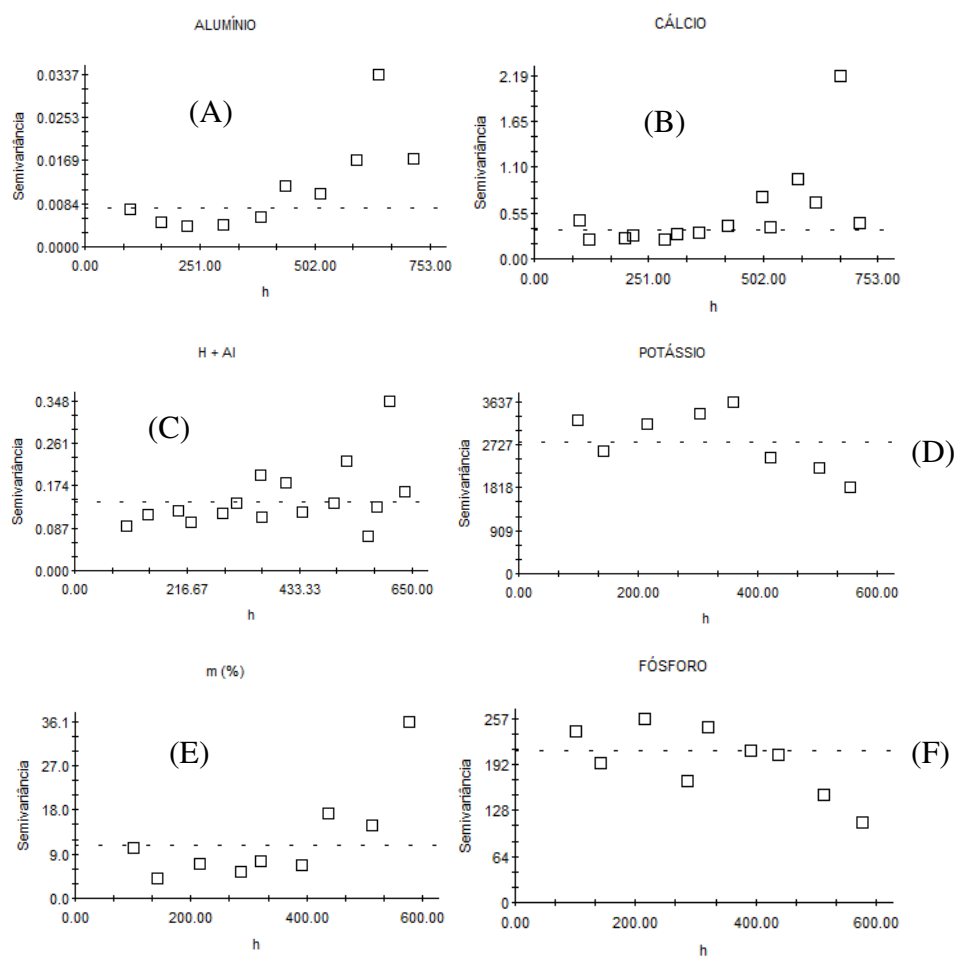 ALUMÍNIO
Semivariância
0.0337
0.0253
0.0169
0.0084
0.0000
(A)
0.00 251.00 502.00 753.00
h
CÁLCIO
Semivariância
2.19
1.65
1.10
0.55
0.00
(B)
0.00 251.00 502.00 753.00
h
H + Al
Semivariância
0.348
0.261
0.174
0.087
0.000
(C)
0.00 216.67 433.33 650.00
h
POTÁSSIO
Semivariância
3637
2727
1818
909
0
(D)
0.00 200.00 400.00 600.00
h
m (%)
Semivariância
36.1
27.0
18.0
9.0
0.0
(E)
0.00 200.00 400.00 600.00
h
FÓSFORO
Semivariância
257
192
128
64
0
(F)
0.00 200.00 400.00 600.00
h